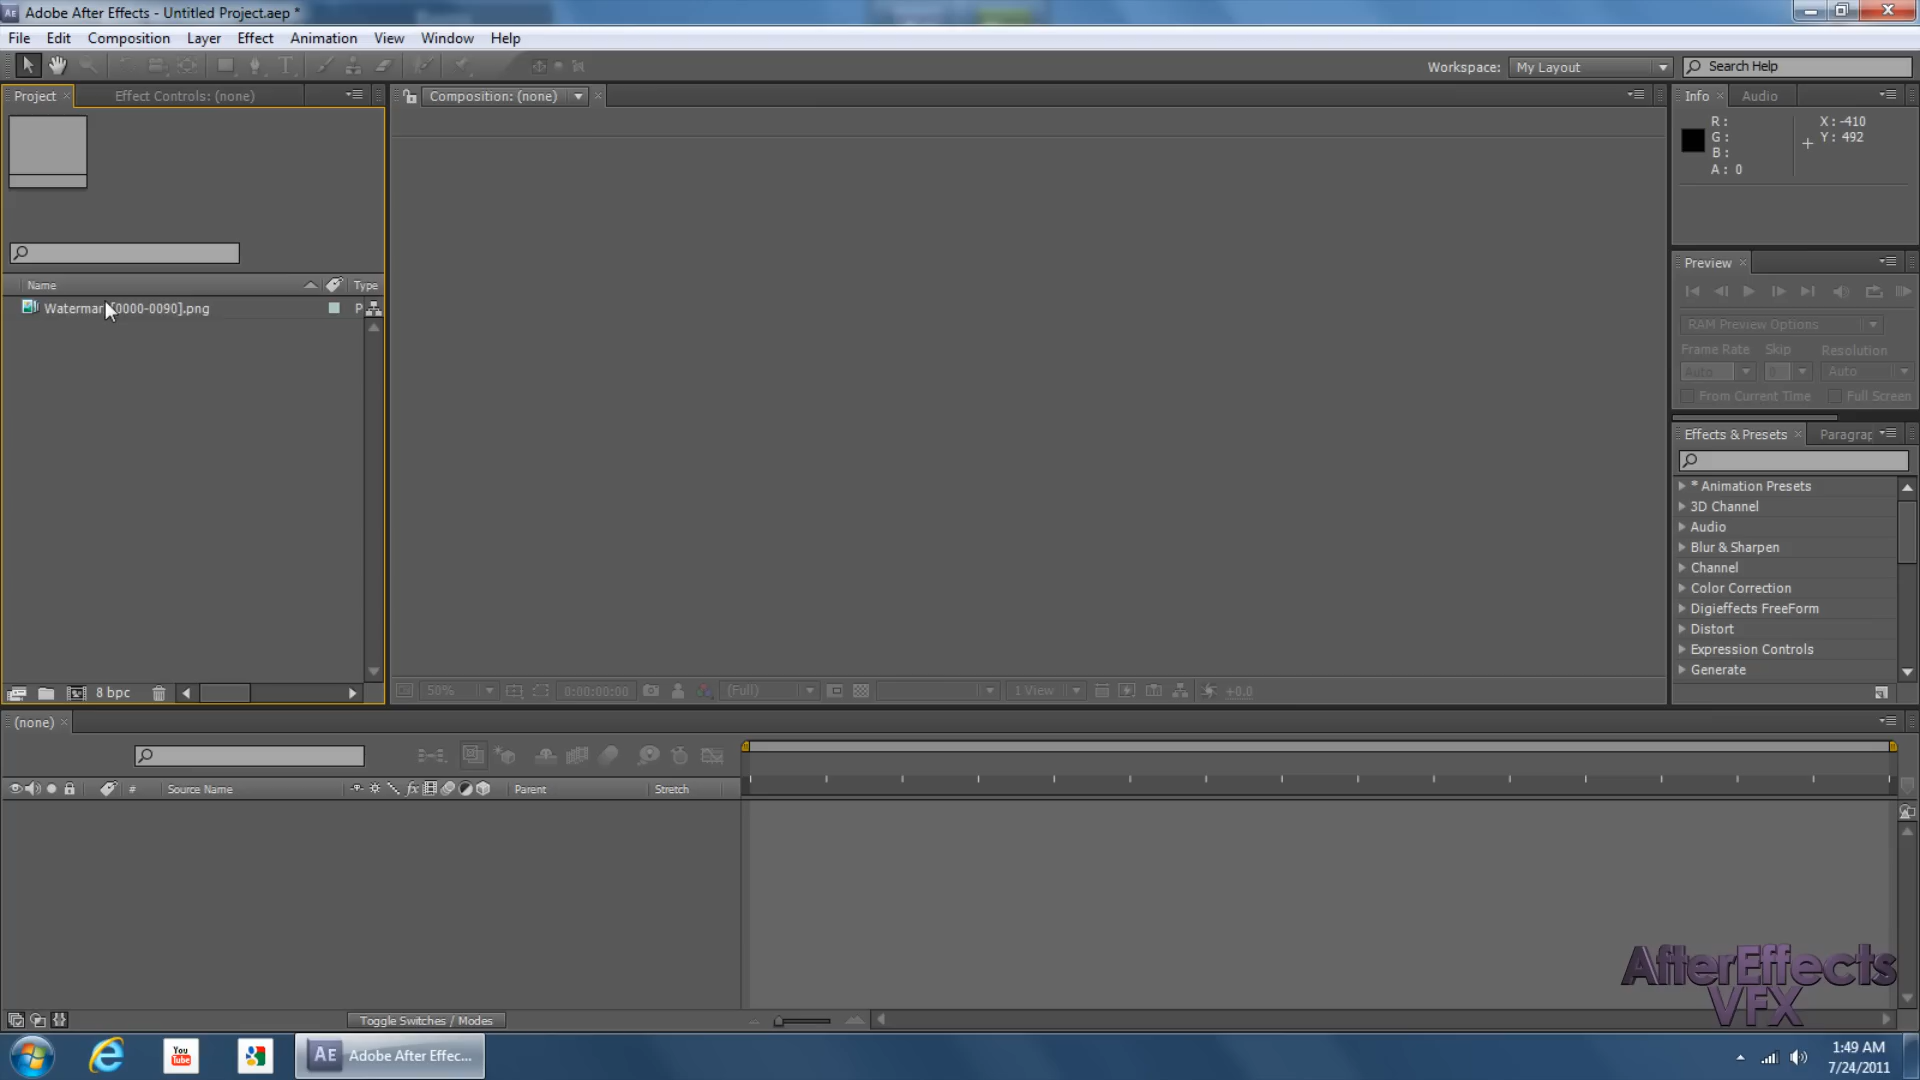 Adobe After Effects - Untitled Project.aep *
File Edit Composition Layer Effect Animation View Window Help
Workspace: My Layout Search Help
Project Effect Controls: (none) Composition: (none) Info Audio
R : X : -410
G : Y : 492
B :
A : 0
Preview
Name Type
[0000-0090].png P
RAM Preview Options
Frame Rate Skip Resolution
Auto 0 Auto
From Current Time Full Screen
Effects & Presets
* Animation Presets
3D Channel
Audio
Blur & Sharpen
Channel
Color Correction
Digieffects FreeForm
Distort
Expression Controls
Generate
8 bpc 50% 0:00:00:00 (Full) 1 View +0.0
(none)
# Source Name fx Parent Stretch
Toggle Switches / Modes
AfterEffects
VFX
You
Tube
AE Adobe After Effec...
1:49 AM
7/24/2011